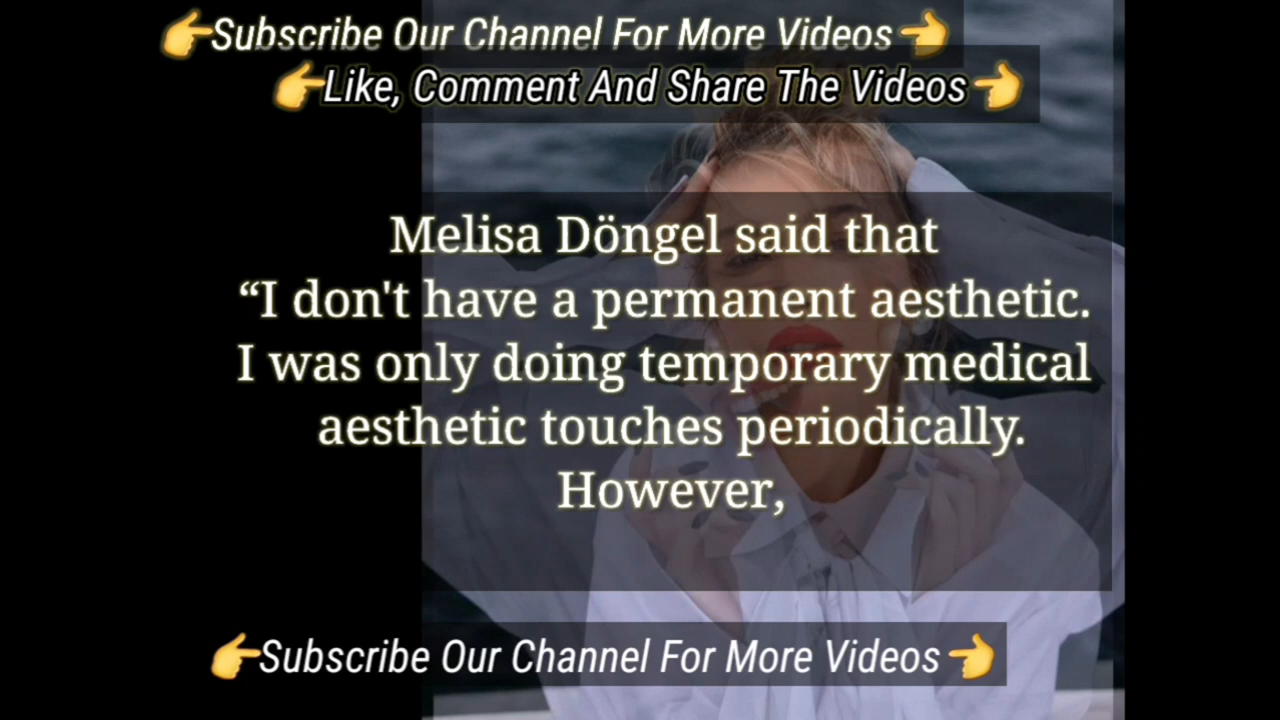 👉Subscribe Our Channel For More Videos👈
👉Like, Comment And Share The Videos👈
Melisa Döngel said that
“I don't have a permanent aesthetic.
I was only doing temporary medical
aesthetic touches periodically.
However,
👉Subscribe Our Channel For More Videos👈